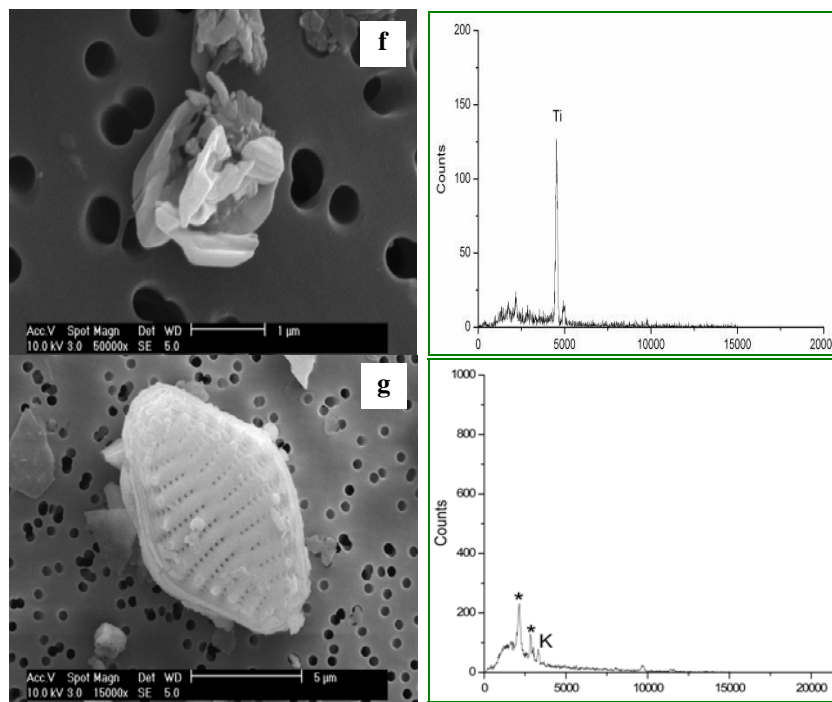 f
Acc.V Spot Magn Det WD
10.0 kV 3.0 50000x SE 5.0
1 µm
200
150
100
50
0
Counts
Ti
0 5000 10000 15000 2000
g
Acc.V Spot Magn Det WD
10.0 kV 3.0 15000x SE 5.0
5 µm
1000
800
600
400
200
0
Counts
* * K
0 5000 10000 15000 20000